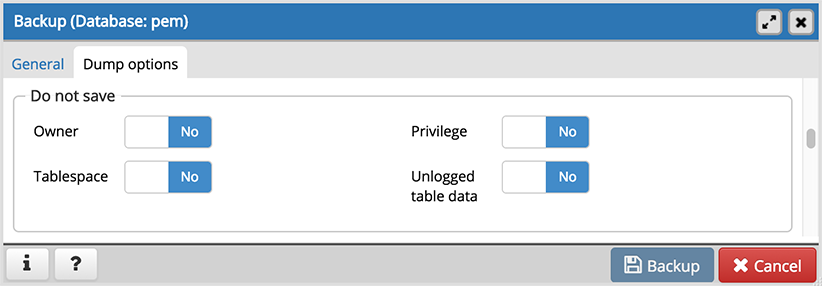 Backup (Database: pem)
General
Dump options
Do not save
Owner
No
Privilege
No
Tablespace
No
Unlogged
table data
No
i
?
Backup
Cancel